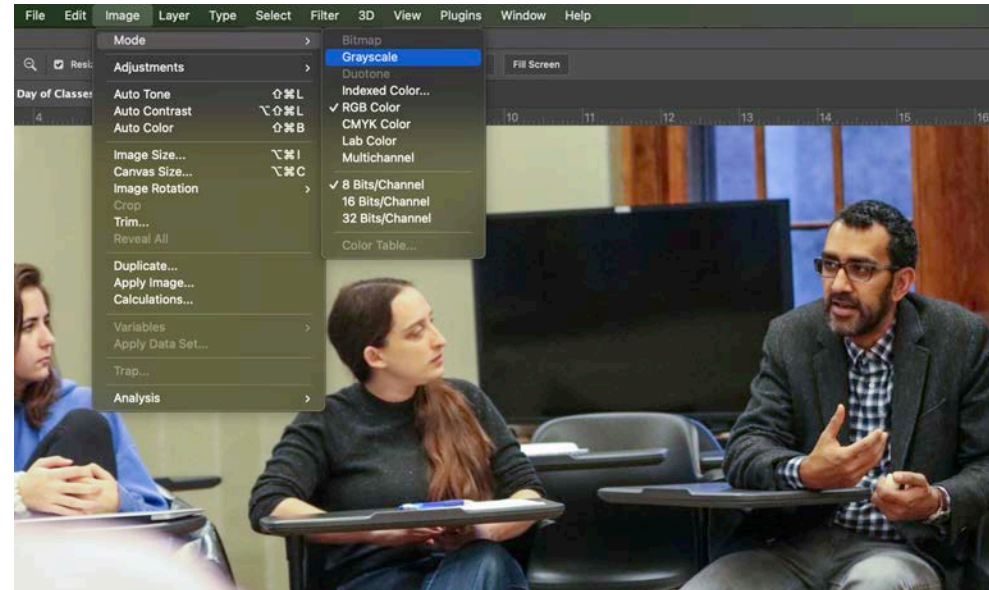 File Edit Image Layer Type Select Filter 3D View Plugins Window Help
Resi
Fill Screen
Day of Classes
4 10 11 12 13 14 15 16
Mode >
Adjustments >
Auto Tone ⇧⌘L
Auto Contrast ⌥⇧⌘L
Auto Color ⇧⌘B
Image Size... ⌥⌘I
Canvas Size... ⌥⌘C
Image Rotation >
Crop
Trim...
Reveal All
Duplicate...
Apply Image...
Calculations...
Variables >
Apply Data Set...
Trap...
Analysis >
Bitmap
Grayscale
Duotone
Indexed Color...
✓ RGB Color
CMYK Color
Lab Color
Multichannel
✓ 8 Bits/Channel
16 Bits/Channel
32 Bits/Channel
Color Table...